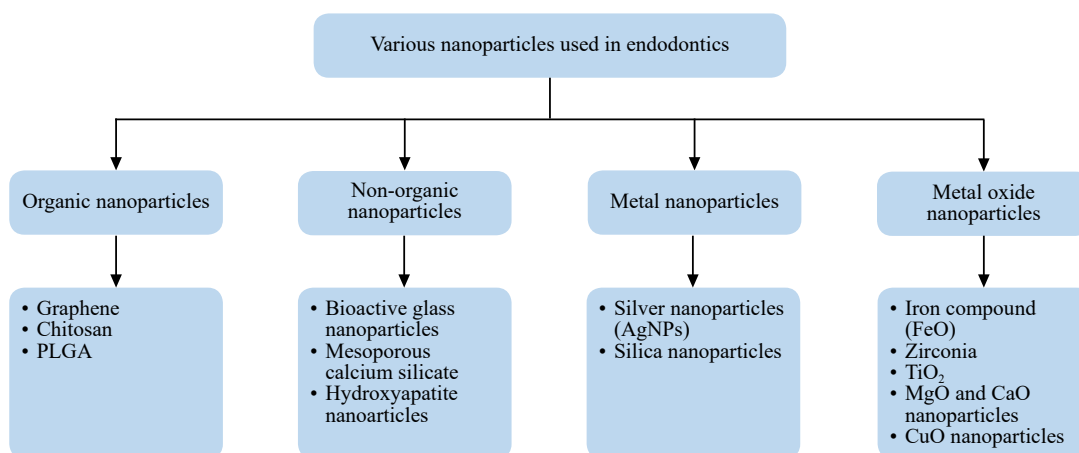 Various nanoparticles used in endodontics
Organic nanoparticles
Non-organic
nanoparticles
Metal nanoparticles
Metal oxide
nanoparticles
• Graphene
• Chitosan
• PLGA
• Bioactive glass
nanoparticles
• Mesoporous
calcium silicate
• Hydroxyapatite
nanoarticles
• Silver nanoparticles
(AgNPs)
• Silica nanoparticles
• Iron compound
(FeO)
• Zirconia
• TiO₂
• MgO and CaO
nanoparticles
• CuO nanoparticles